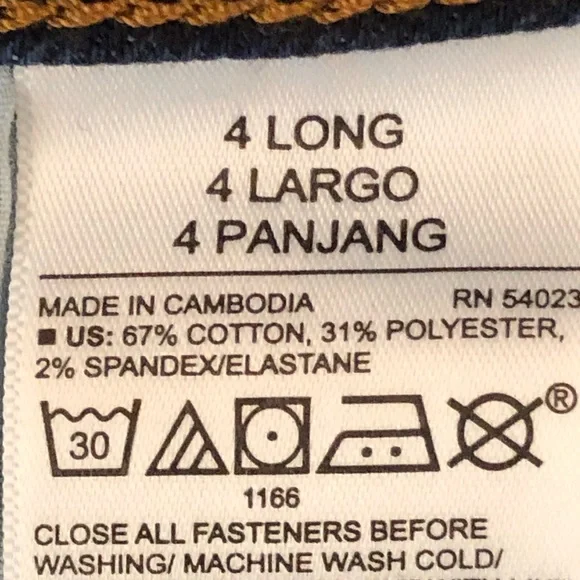 4 LONG
4 LARGO
4 PANJANG
MADE IN CAMBODIA RN 54023
■ US: 67% COTTON, 31% POLYESTER,
2% SPANDEX/ELASTANE
30
®
1166
CLOSE ALL FASTENERS BEFORE
WASHING/ MACHINE WASH COLD/